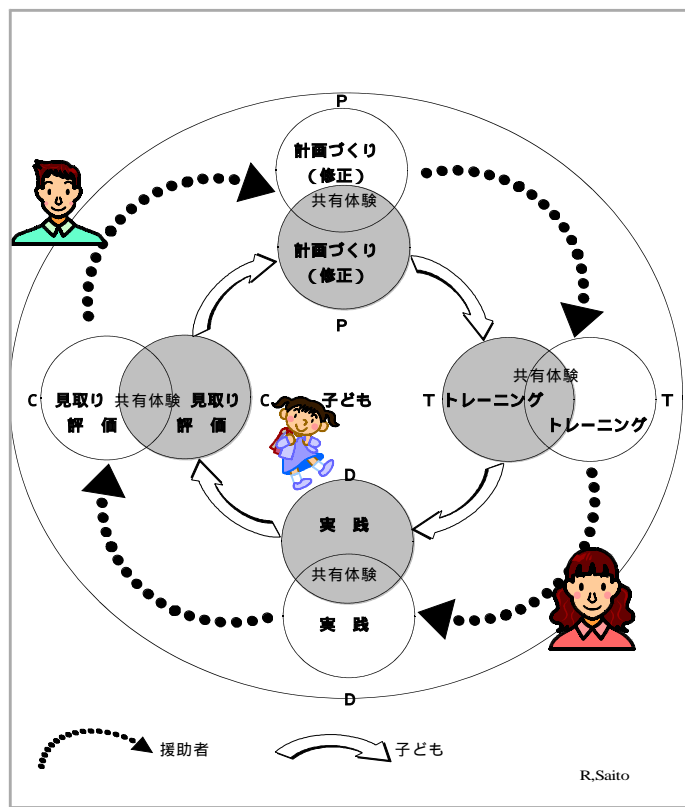 P
計画づくり
（修正）
共有体験
計画づくり
（修正）
P
C 見取り 共有体験 見取り C 子ども T トレーニング 共有体験 T
評 価 評 価 トレーニング
D
実 践
共有体験
実 践
D
援助者 子ども
R,Saito